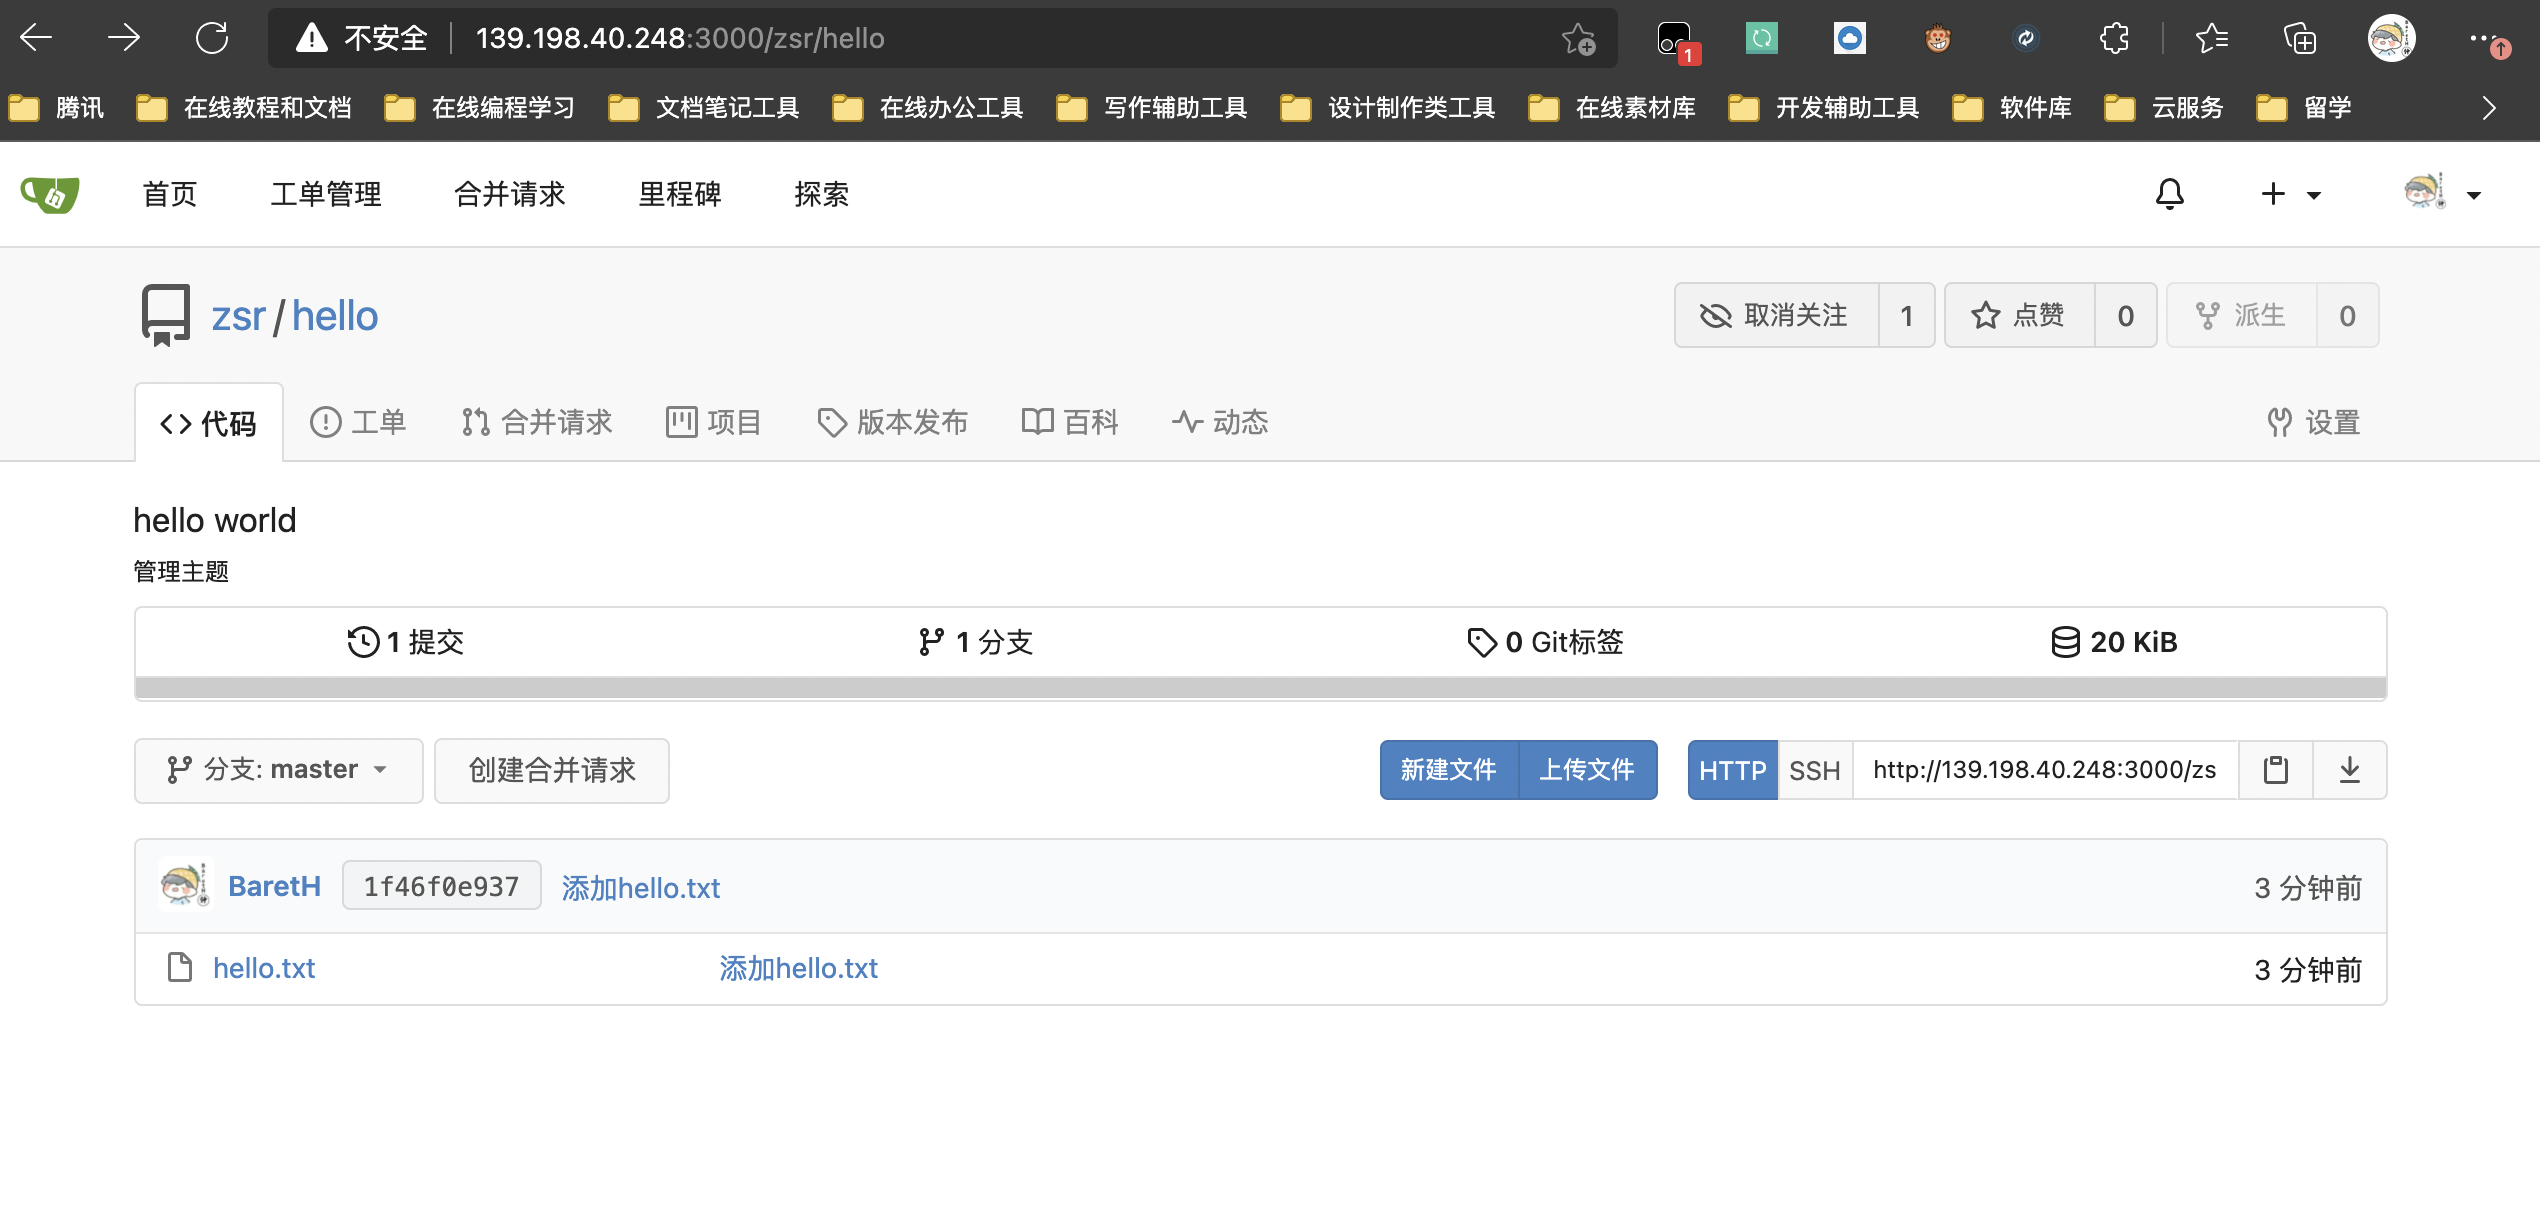 不安全 139.198.40.248:3000/zsr/hello 1
腾讯 在线教程和文档 在线编程学习 文档笔记工具 在线办公工具 写作辅助工具 设计制作类工具 在线素材库 开发辅助工具 软件库 云服务 留学
首页 工单管理 合并请求 里程碑 探索
zsr/hello 取消关注 1 点赞 0 派生 0
代码 工单 合并请求 项目 版本发布 百科 动态 设置
hello world
管理主题
1 提交 1 分支 0 Git标签 20 KiB
分支: master 创建合并请求 新建文件 上传文件 HTTP SSH http://139.198.40.248:3000/zs
BaretH 1f46f0e937 添加hello.txt 3 分钟前
hello.txt 添加hello.txt 3 分钟前